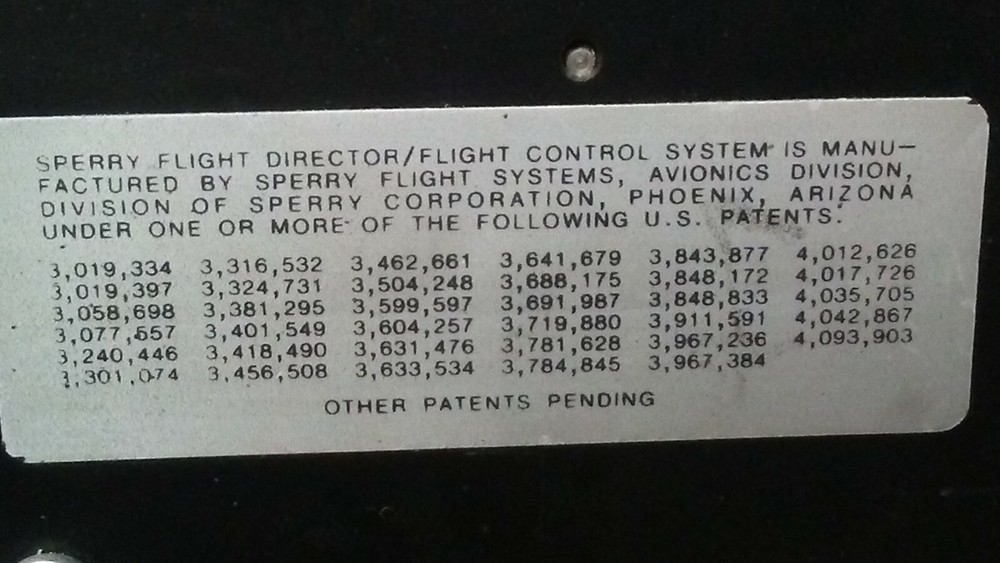 SPERRY FLIGHT DIRECTOR/FLIGHT CONTROL SYSTEM IS MANU-
FACTURED BY SPERRY FLIGHT SYSTEMS, AVIONICS DIVISION,
DIVISION OF SPERRY CORPORATION, PHOENIX, ARIZONA
UNDER ONE OR MORE OF THE FOLLOWING U.S. PATENTS:
3,019,334 3,316,532 3,462,661 3,641,679 3,843,877 4,012,626
3,019,397 3,324,731 3,504,248 3,688,175 3,848,172 4,017,726
3,058,698 3,381,295 3,599,597 3,691,987 3,848,833 4,035,705
3,077,557 3,401,549 3,604,257 3,719,880 3,911,591 4,042,867
3,240,446 3,418,490 3,631,476 3,781,628 3,967,236 4,093,903
3,301,074 3,456,508 3,633,534 3,784,845 3,967,384
OTHER PATENTS PENDING